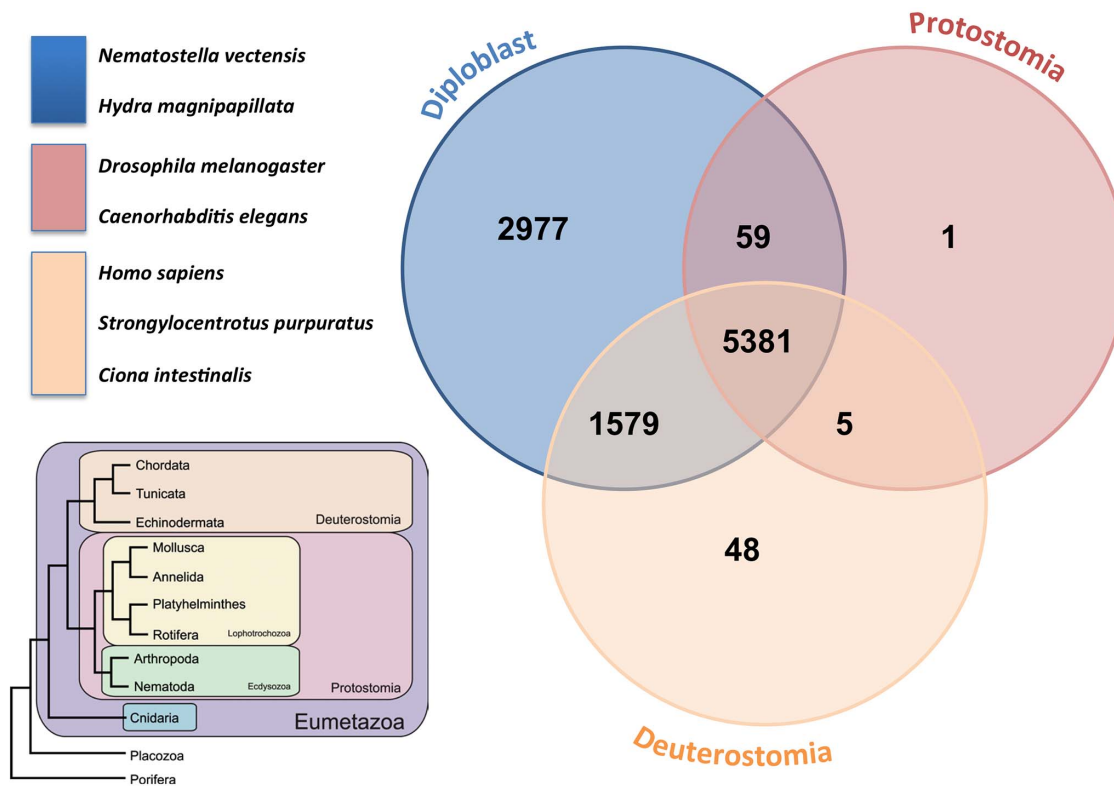 Nematostella vectensis
Hydra magnipapillata
Drosophila melanogaster
Caenorhabditis elegans
Homo sapiens
Strongylocentrotus purpuratus
Ciona intestinalis
Diploblast
Protostomia
2977
59
1
5381
1579
5
48
Deuterostomia
Chordata
Tunicata
Echinodermata
Deuterostomia
Mollusca
Annelida
Platyhelminthes
Rotifera
Lophotrochozoa
Arthropoda
Nematoda
Ecdysozoa
Protostomia
Cnidaria
Eumetazoa
Placozoa
Porifera